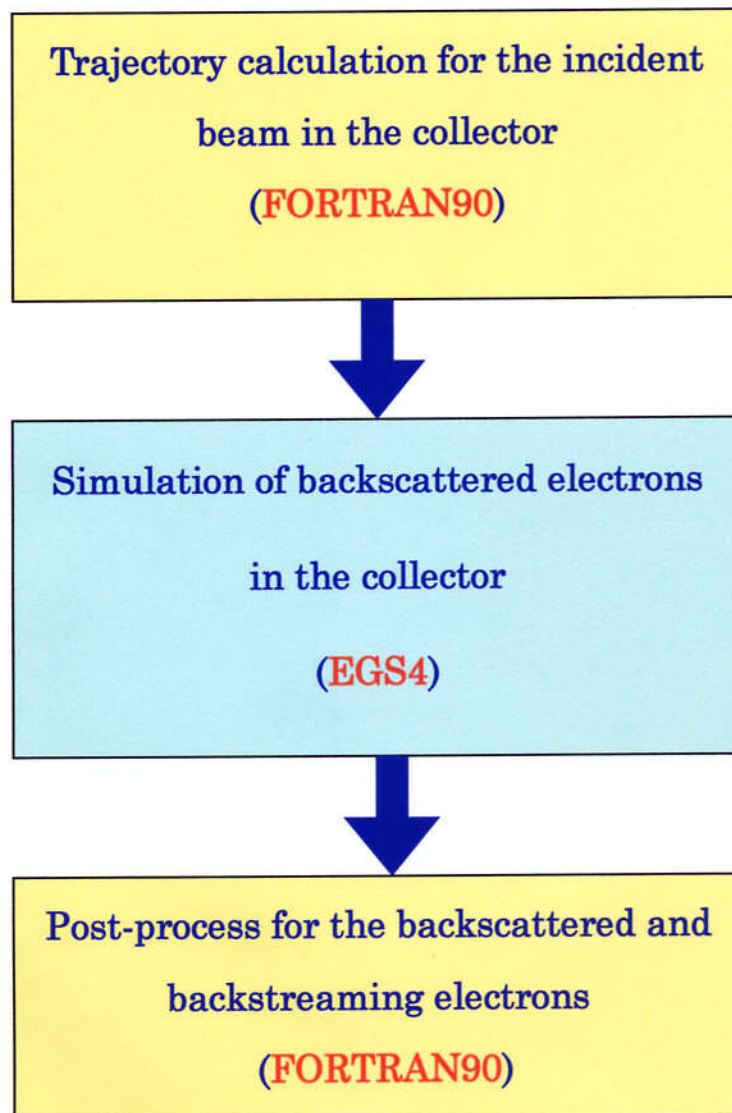 Trajectory calculation for the incident
beam in the collector
(FORTRAN90)
Simulation of backscattered electrons
in the collector
(EGS4)
Post-process for the backscattered and
backstreaming electrons
(FORTRAN90)